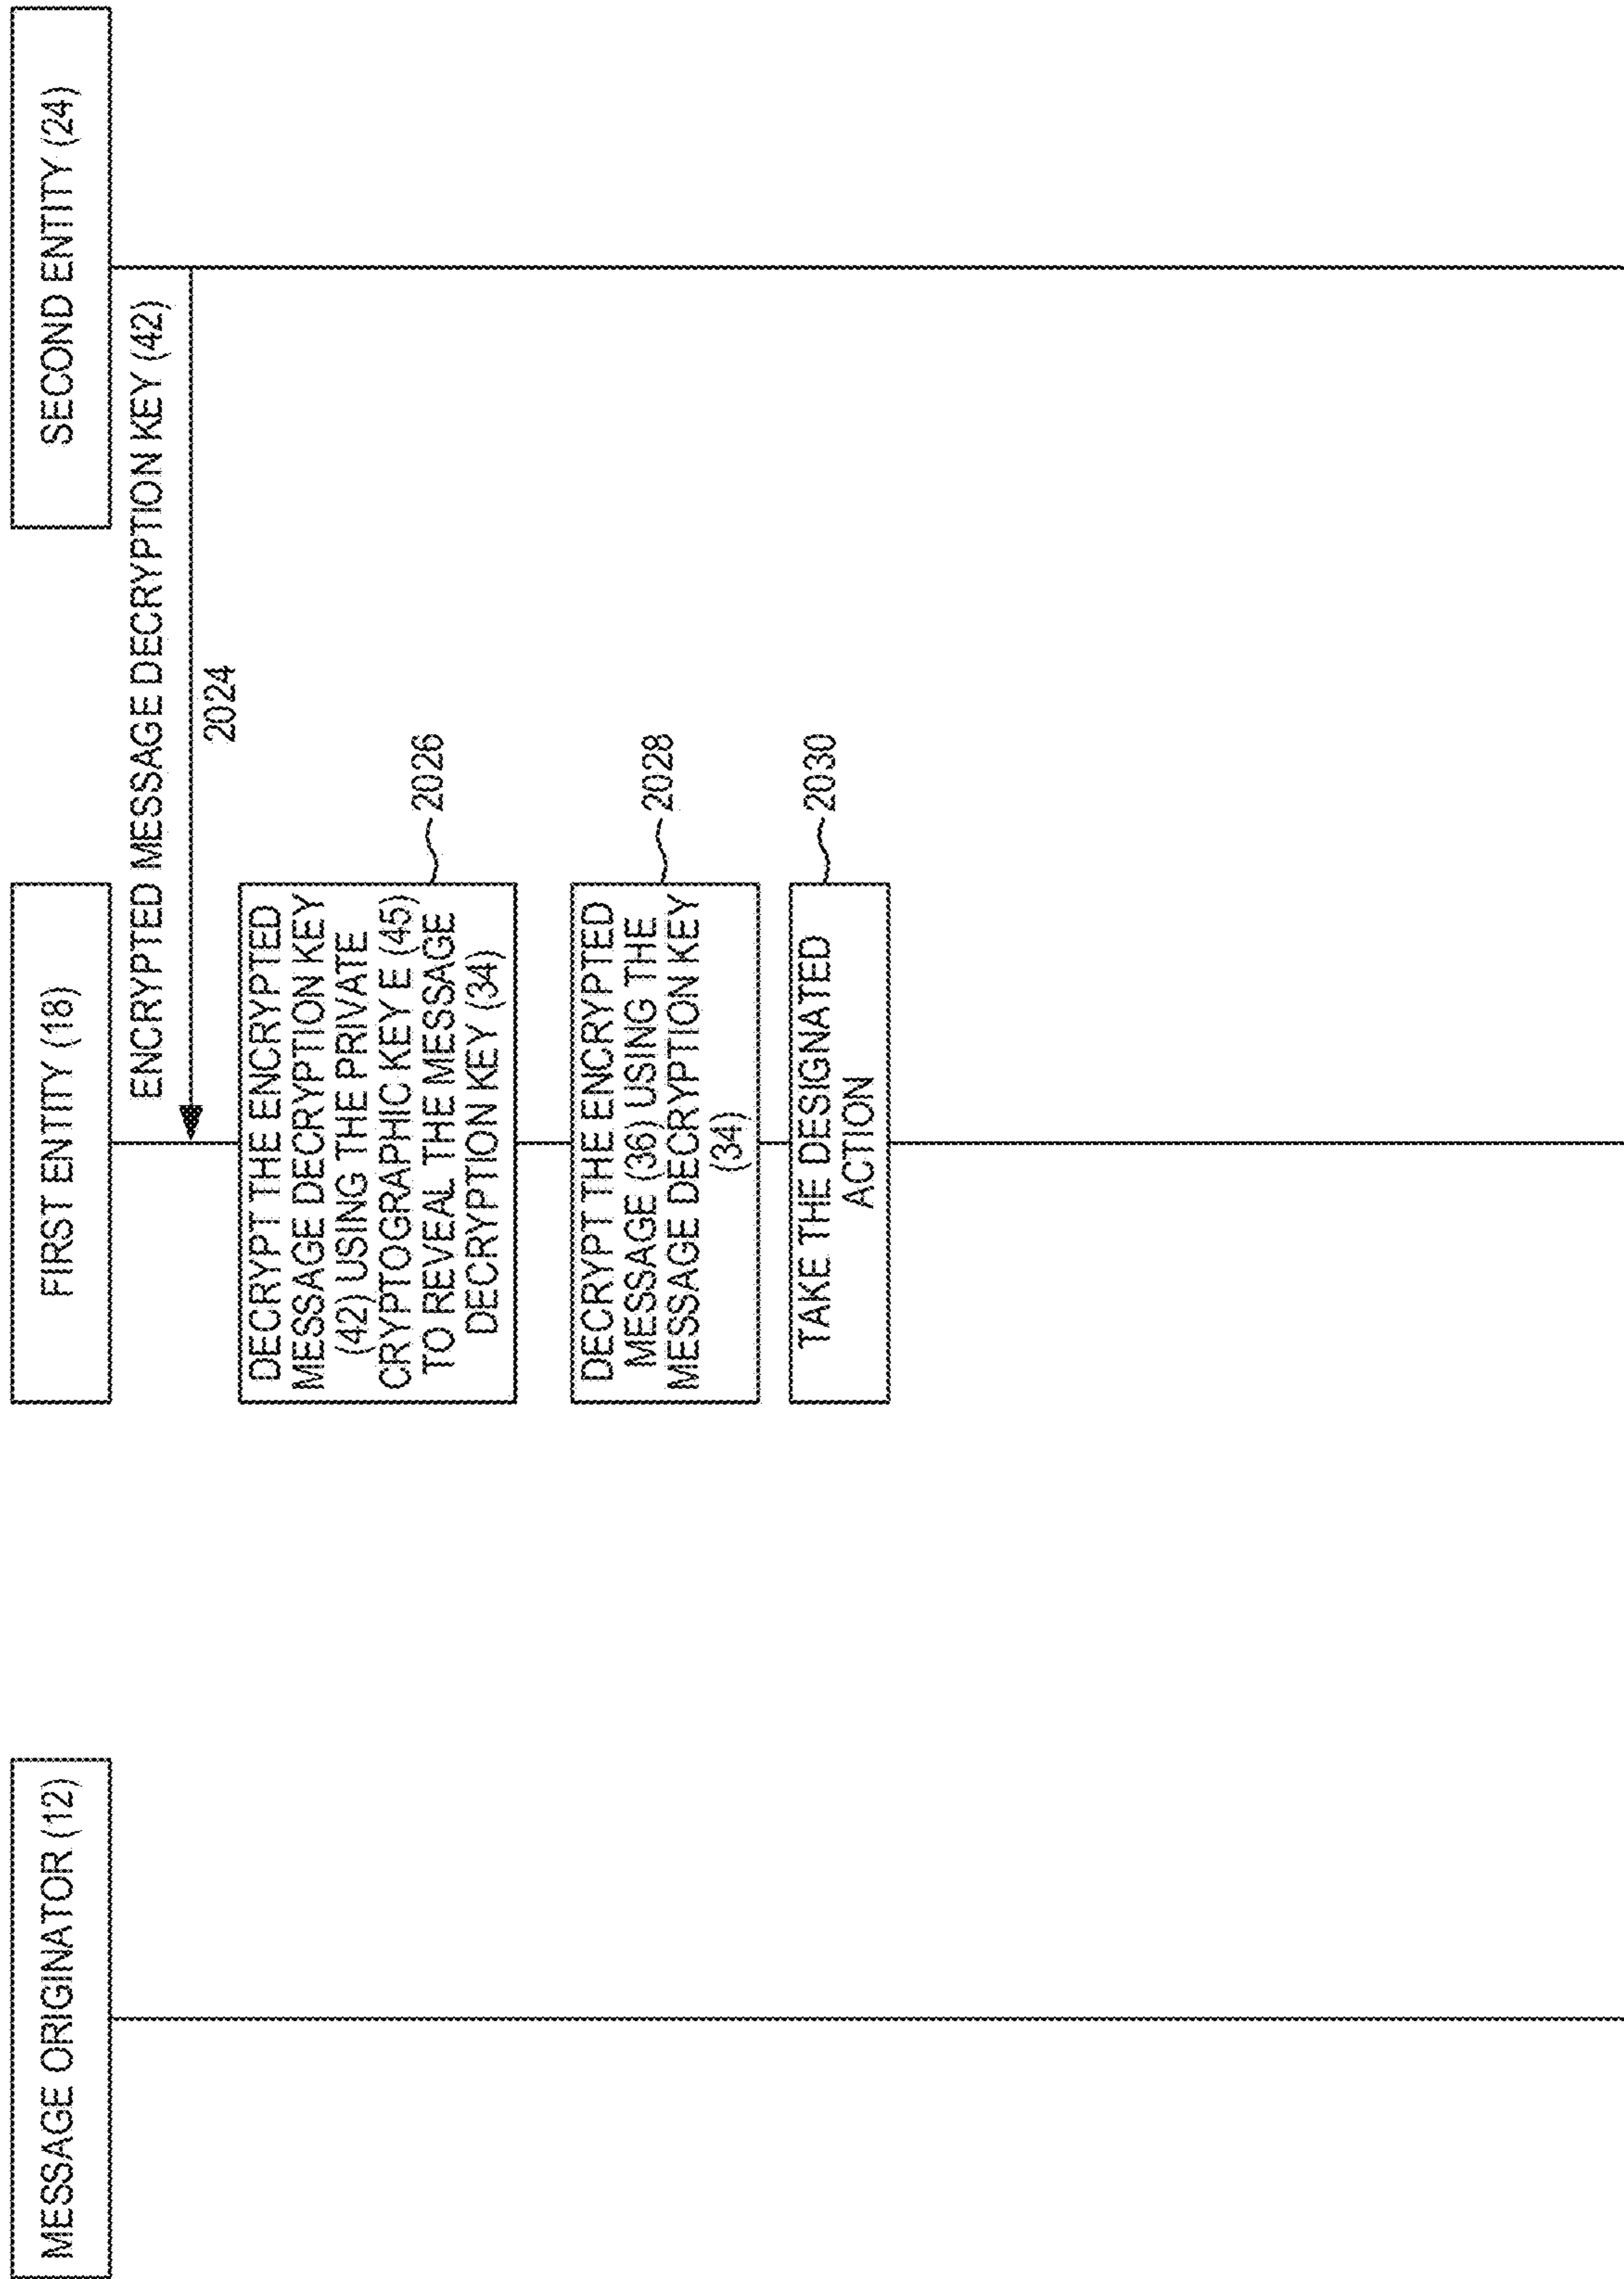 MESSAGE ORIGINATOR (12)
FIRST ENTITY (18)
SECOND ENTITY (24)
ENCRYPTED MESSAGE DECRYPTION KEY (42)
2024
DECRYPT THE ENCRYPTED
MESSAGE DECRYPTION KEY
(42) USING THE PRIVATE
CRYPTOGRAPHIC KEY E (45)
TO REVEAL THE MESSAGE
DECRYPTION KEY (34)
2026
DECRYPT THE ENCRYPTED
MESSAGE (36) USING THE
MESSAGE DECRYPTION KEY
(34)
2028
TAKE THE DESIGNATED
ACTION
2030